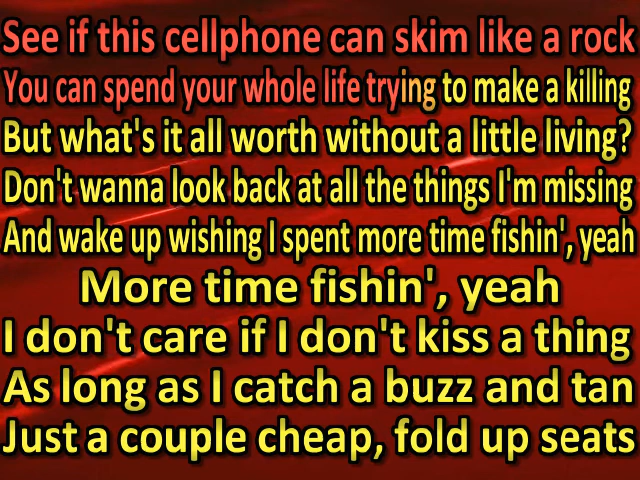 See if this cellphone can skim like a rock
You can spend your whole life trying to make a killing
But what's it all worth without a little living?
Don't wanna look back at all the things I'm missing
And wake up wishing I spent more time fishin', yeah
More time fishin', yeah
I don't care if I don't kiss a thing
As long as I catch a buzz and tan
Just a couple cheap, fold up seats